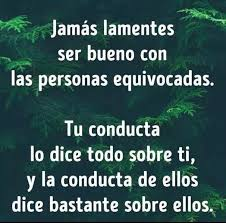 Jamás lamentes
ser bueno con
las personas equivocadas.
Tu conducta
lo dice todo sobre ti,
y la conducta de ellos
dice bastante sobre ellos.